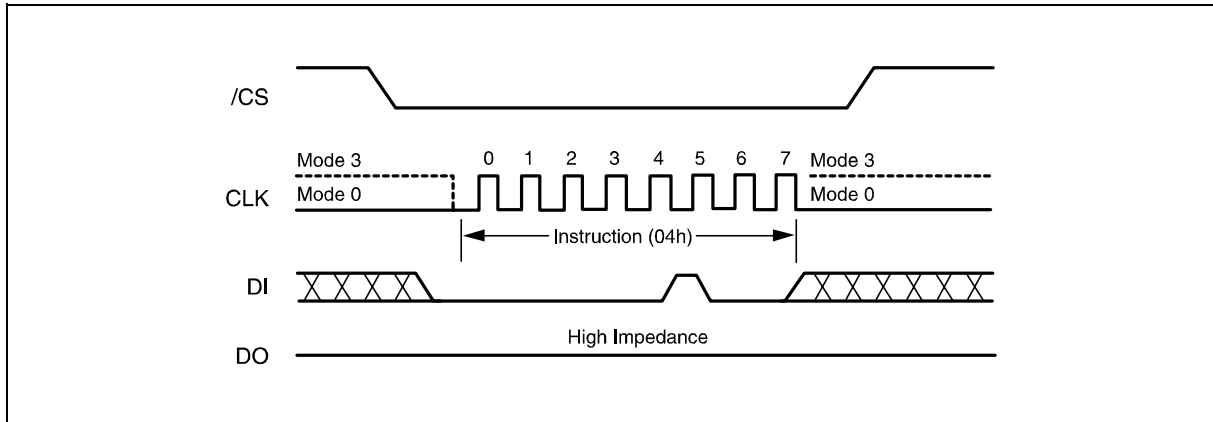 /CS
Mode 3
0 1 2 3 4 5 6 7
Mode 3
CLK
Mode 0
Mode 0
Instruction (04h)
DI
High Impedance
DO